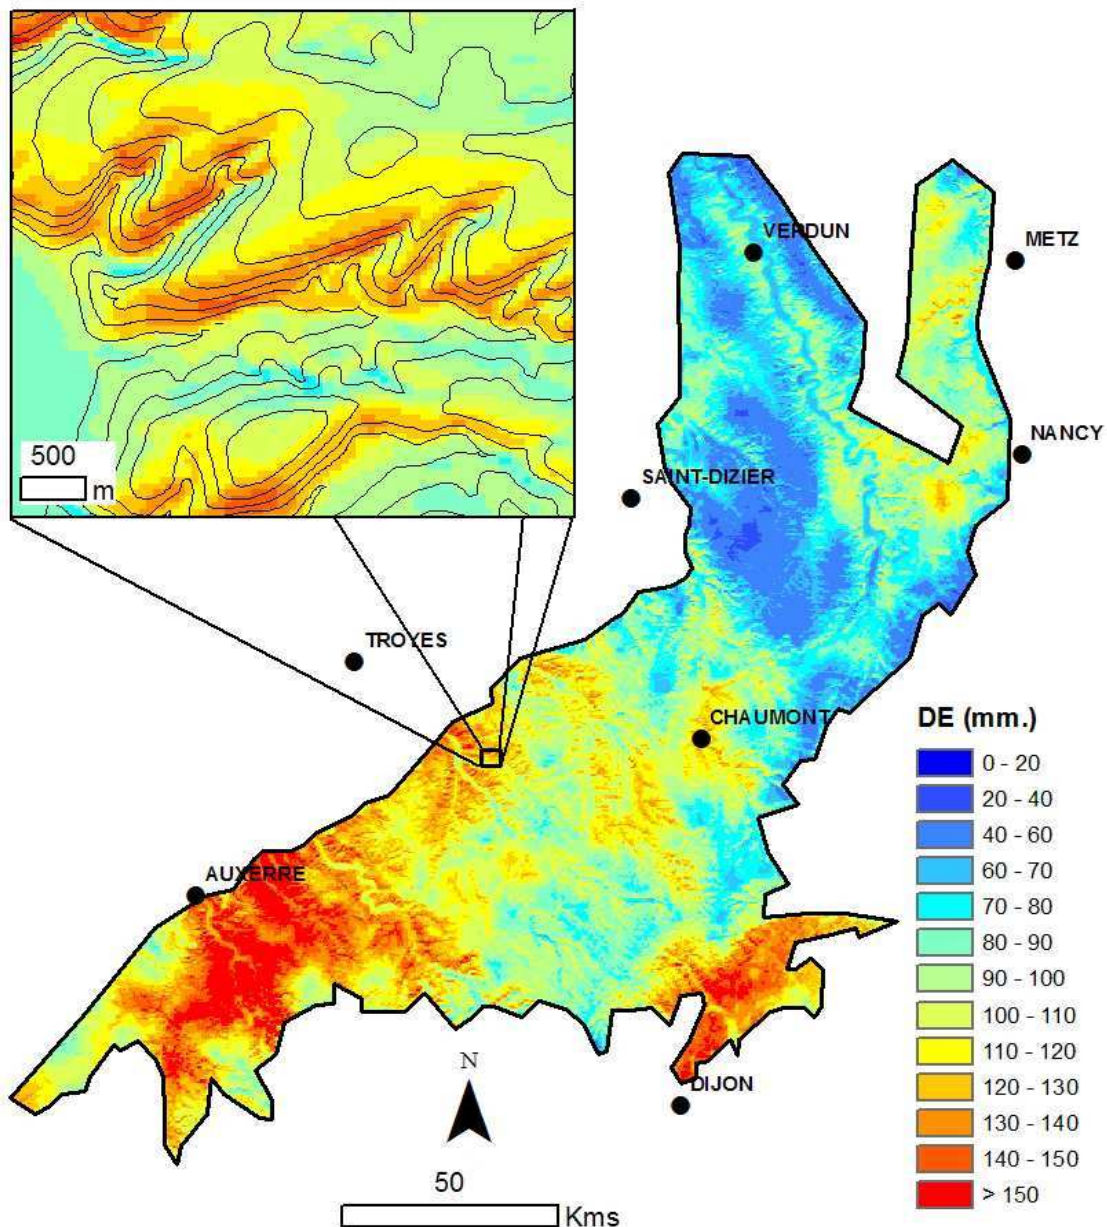 500
m
VERDUN
METZ
NANCY
SAINT-DIZIER
TROYES
CHAUMONT
DE (mm.)
0 - 20
20 - 40
40 - 60
60 - 70
70 - 80
80 - 90
90 - 100
100 - 110
110 - 120
120 - 130
130 - 140
140 - 150
> 150
AUXERRE
N
DIJON
50
Kms